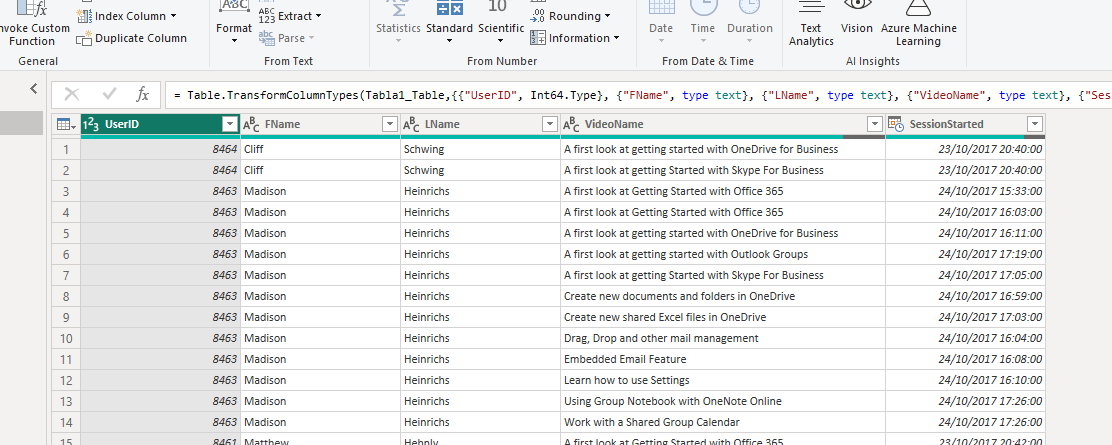 Index Column ABC ABC Extract Rounding
123
nvoke Custom Function Duplicate Column Format Parse Statistics Standard Scientific Information Date Time Duration Text Analytics Vision Azure Machine Learning
General From Text From Number From Date & Time AI Insights
= Table.TransformColumnTypes(Tabla1_Table,{{"UserID", Int64.Type}, {"FName", type text}, {"LName", type text}, {"VideoName", type text}, {"Ses
UserID FName LName VideoName SessionStarted
1 8464 Cliff Schwing A first look at getting started with OneDrive for Business 23/10/2017 20:40:00
2 8464 Cliff Schwing A first look at getting Started with Skype For Business 23/10/2017 20:40:00
3 8463 Madison Heinrichs A first look at Getting Started with Office 365 24/10/2017 15:33:00
4 8463 Madison Heinrichs A first look at Getting Started with Office 365 24/10/2017 16:03:00
5 8463 Madison Heinrichs A first look at getting started with OneDrive for Business 24/10/2017 16:11:00
6 8463 Madison Heinrichs A first look at getting started with Outlook Groups 24/10/2017 17:19:00
7 8463 Madison Heinrichs A first look at getting Started with Skype For Business 24/10/2017 17:05:00
8 8463 Madison Heinrichs Create new documents and folders in OneDrive 24/10/2017 16:59:00
9 8463 Madison Heinrichs Create new shared Excel files in OneDrive 24/10/2017 17:03:00
10 8463 Madison Heinrichs Drag, Drop and other mail management 24/10/2017 16:04:00
11 8463 Madison Heinrichs Embedded Email Feature 24/10/2017 16:08:00
12 8463 Madison Heinrichs Learn how to use Settings 24/10/2017 16:10:00
13 8463 Madison Heinrichs Using Group Notebook with OneNote Online 24/10/2017 17:26:00
14 8463 Madison Heinrichs Work with a Shared Group Calendar 24/10/2017 17:26:00
15 8461 Matthew Hehnly A first look at Getting Started with Office 365 23/10/2017 20:42:00